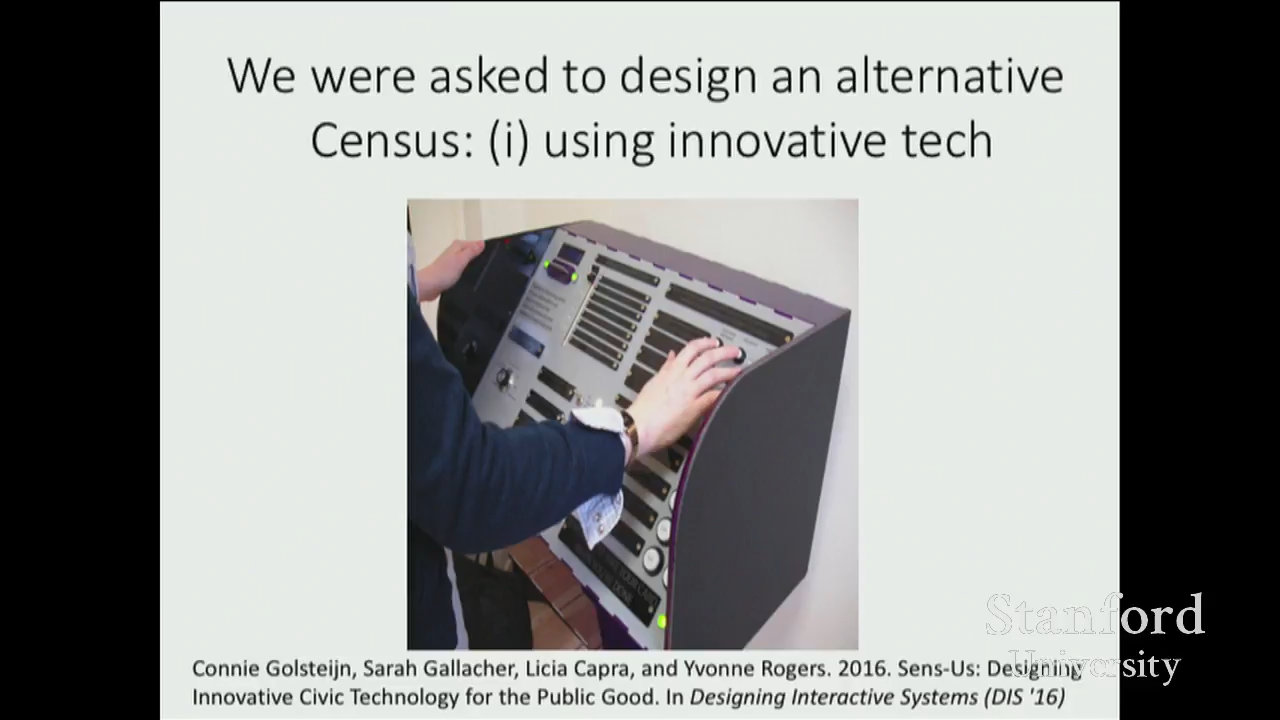 We were asked to design an alternative
Census: (i) using innovative tech
Connie Golsteijn, Sarah Gallacher, Licia Capra, and Yvonne Rogers. 2016. Sens-Us: Designing
Innovative Civic Technology for the Public Good. In Designing Interactive Systems (DIS '16)
Stanford
University